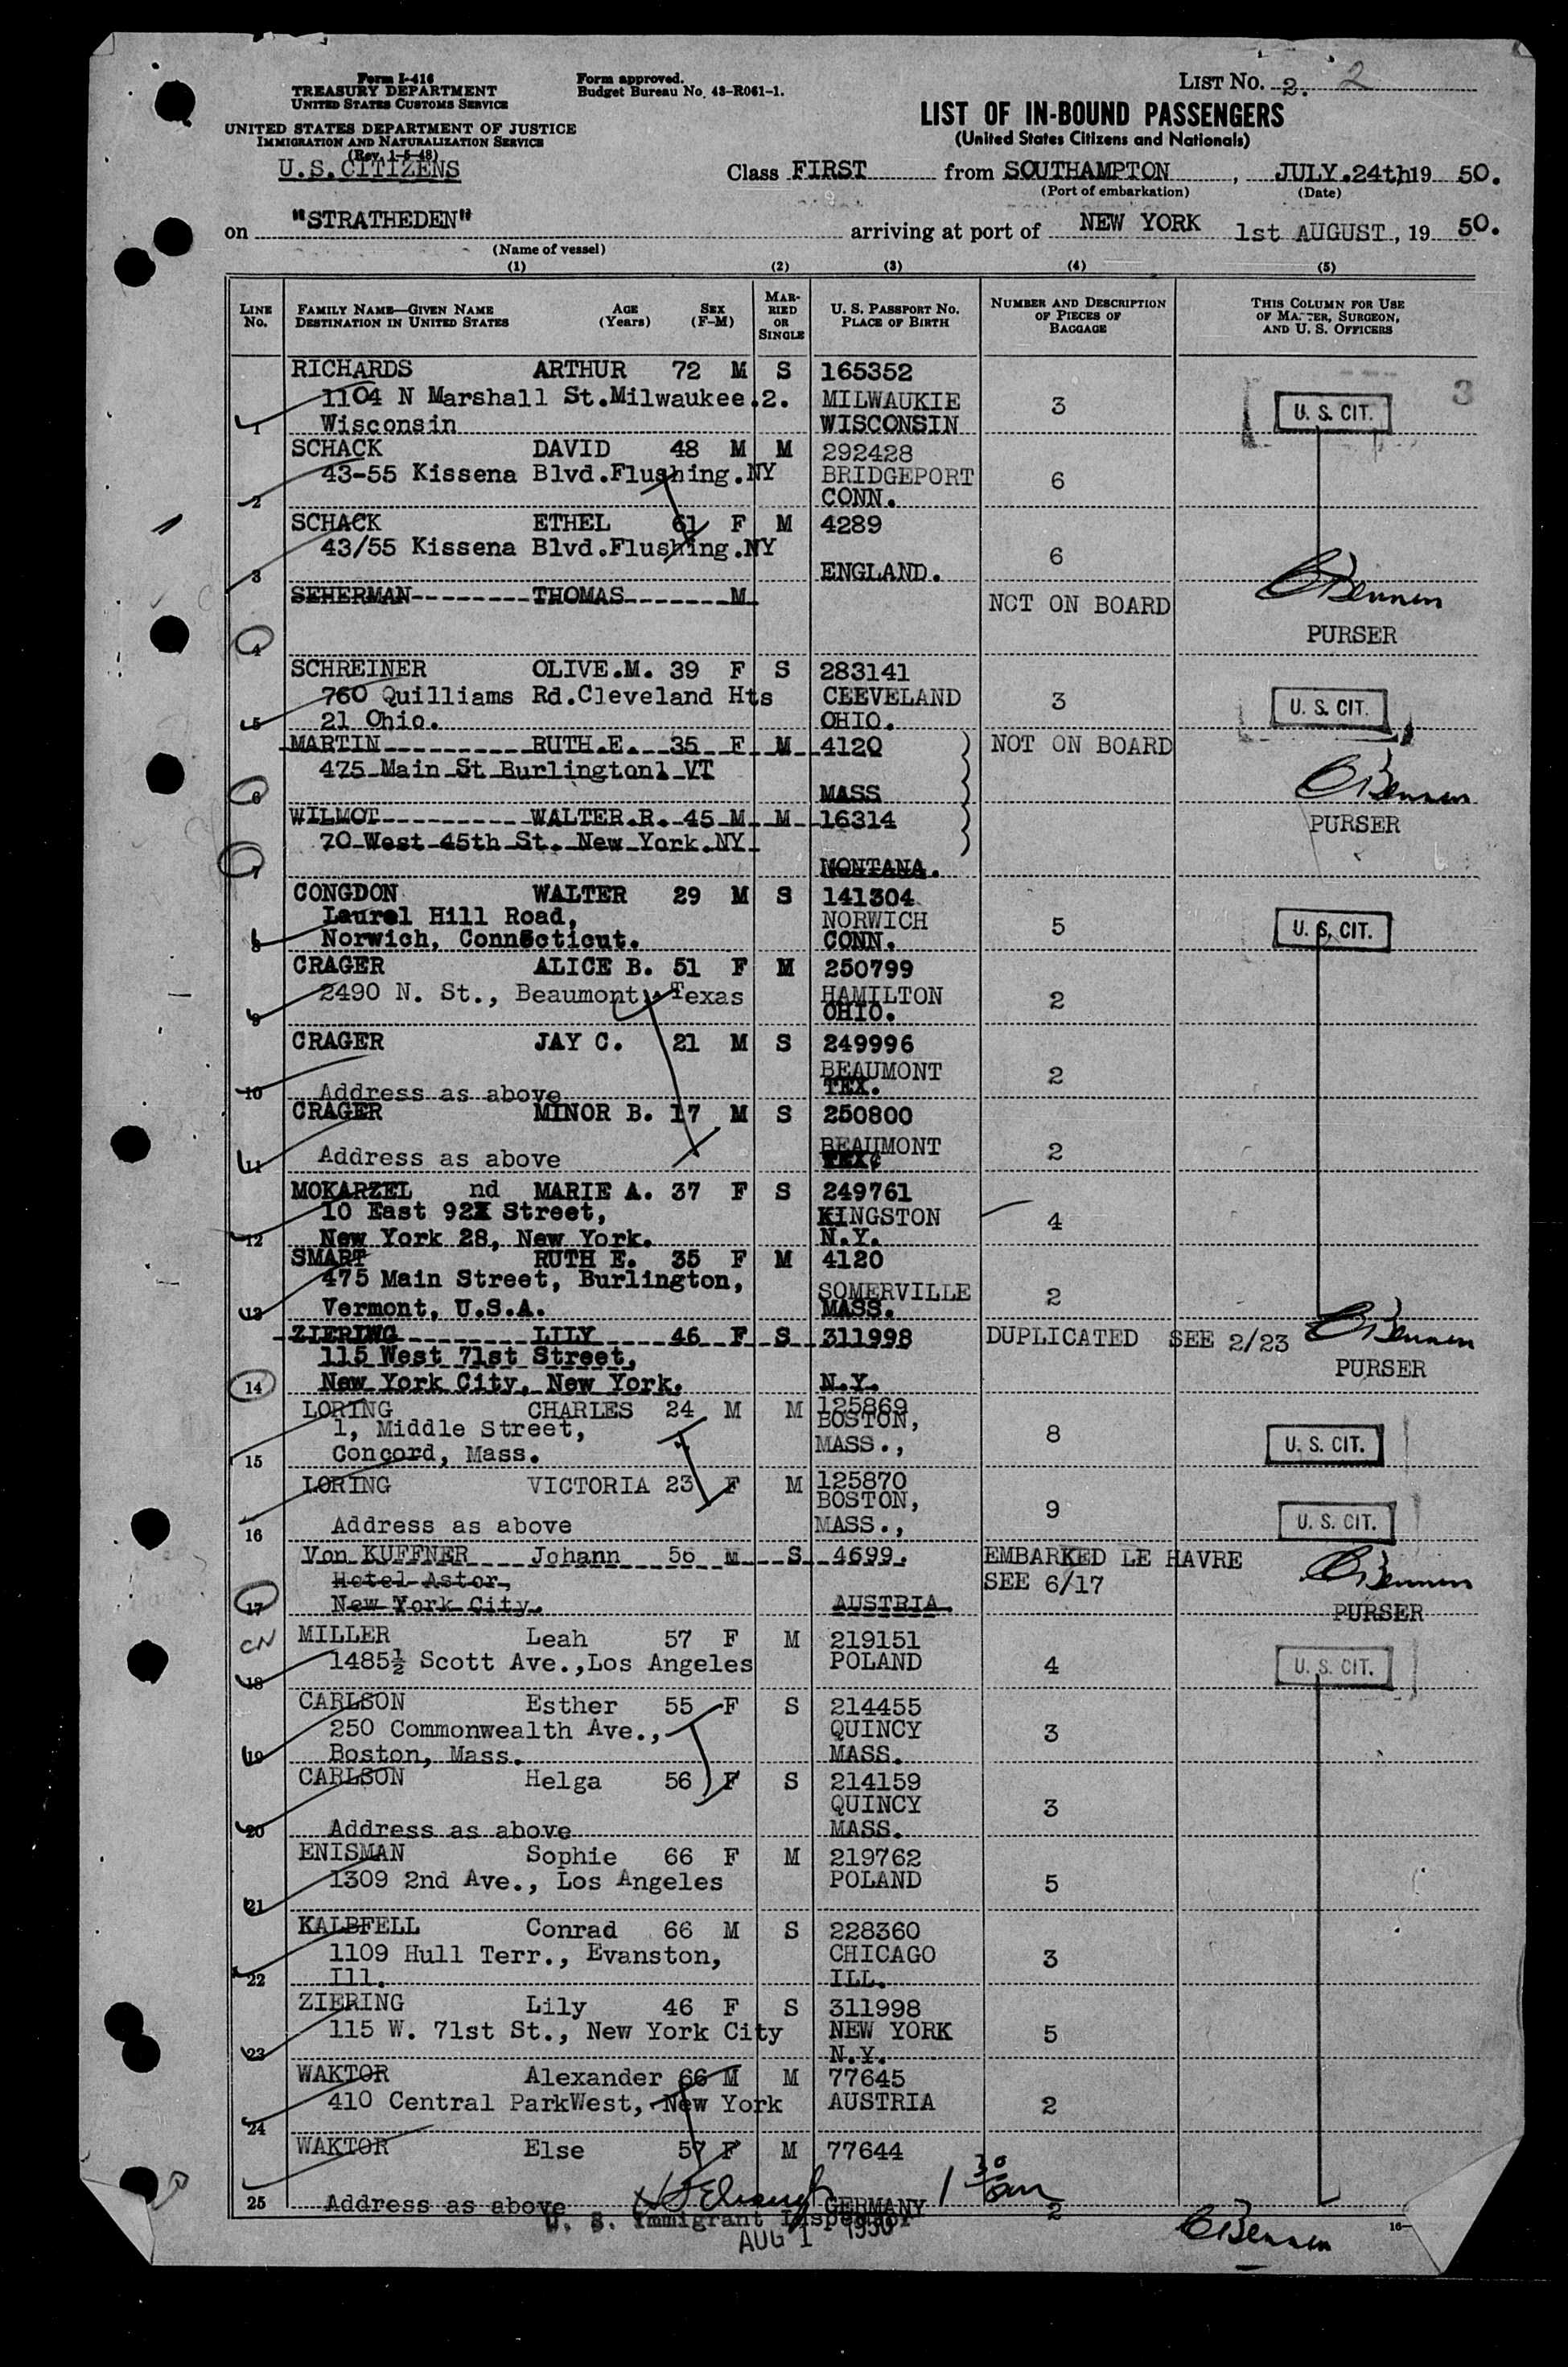 Form I-416
TREASURY DEPARTMENT
UNITED STATES CUSTOMS SERVICE
UNITED STATES DEPARTMENT OF JUSTICE
IMMIGRATION AND NATURALIZATION SERVICE
(Rev. 1-5-48)
U.S.CITIZENS
Form approved.
Budget Bureau No. 43-R061-1.
LIST NO. 2. 2
LIST OF IN-BOUND PASSENGERS
(United States Citizens and Nationals)
Class FIRST from SOUTHAMPTON, JULY.24th, 19 50.
(Port of embarkation) (Date)
on "STRATHEDEN" arriving at port of NEW YORK 1st AUGUST, 19 50.
(Name of vessel)
(1) (2) (3) (4) (5)
LINE NO. FAMILY NAME—GIVEN NAME DESTINATION IN UNITED STATES AGE (Years) SEX (F-M) MARRIED OR SINGLE U. S. PASSPORT NO. PLACE OF BIRTH NUMBER AND DESCRIPTION OF PIECES OF BAGGAGE THIS COLUMN FOR USE OF MASTER, SURGEON, AND U. S. OFFICERS
RICHARDS ARTHUR 72 M S 165352
1104 N Marshall St.Milwaukee.2. MILWAUKIE 3 U. S. CIT. 3
1 Wisconsin WISCONSIN
SCHACK DAVID 48 M M 292428
43-55 Kissena Blvd.Flushing.NY BRIDGEPORT 6
2 CONN.
SCHACK ETHEL 61 F M 4289
43/55 Kissena Blvd.Flushing.NY 6
3 ENGLAND.
SEHERMAN THOMAS M NOT ON BOARD
4 PURSER
SCHREINER OLIVE.M. 39 F S 283141
760 Quilliams Rd.Cleveland Hts CEEVELAND 3 U. S. CIT.
5 21 Ohio. OHIO.
MARTIN RUTH.E. 35 F M 4120 NOT ON BOARD
475 Main St Burlington1 VT
6 MASS
WILMOT WALTER.R. 45 M M 16314 PURSER
70 West 45th St. New York.NY
7 MONTANA.
CONGDON WALTER 29 M S 141304
Laurel Hill Road, NORWICH 5 U. S. CIT.
8 Norwich, Connecticut. CONN.
CRAGER ALICE B. 51 F M 250799
2490 N. St., Beaumont, Texas HAMILTON 2
9 OHIO.
CRAGER JAY C. 21 M S 249996
BEAUMONT 2
10 Address as above TEX.
CRAGER MINOR B. 17 M S 250800
11 Address as above BEAUMONT 2
TEX.
MOKARZEL nd MARIE A. 37 F S 249761
10 East 92X Street, KINGSTON 4
12 New York 28, New York. N.Y.
SMART RUTH E. 35 F M 4120
475 Main Street, Burlington, SOMERVILLE 2
13 Vermont, U.S.A. MASS.
ZIERING LILY 46 F S 311998 DUPLICATED SEE 2/23
115 West 71st Street, PURSER
14 New York City, New York. N.Y.
LORING CHARLES 24 M M 125869
1, Middle Street, BOSTON, 8 U. S. CIT.
15 Concord, Mass. MASS.,
LORING VICTORIA 23 F M 125870
BOSTON, 9 U. S. CIT.
16 Address as above MASS.,
Von KUFFNER Johann 56 M S 4699. EMBARKED LE HAVRE
Hotel Astor, SEE 6/17
17 New York City. AUSTRIA. PURSER
CN MILLER Leah 57 F M 219151
1485½ Scott Ave.,Los Angeles POLAND 4 U. S. CIT.
18
CARLSON Esther 55 F S 214455
250 Commonwealth Ave., QUINCY 3
19 Boston, Mass. MASS.
CARLSON Helga 56 F S 214159
QUINCY 3
20 Address as above MASS.
ENISMAN Sophie 66 F M 219762
1309 2nd Ave., Los Angeles POLAND 5
21
KALBFELL Conrad 66 M S 228360
1109 Hull Terr., Evanston, CHICAGO 3
22 Ill. ILL.
ZIERING Lily 46 F S 311998
115 W. 71st St., New York City NEW YORK 5
23 N.Y.
WAKTOR Alexander 66 M M 77645
410 Central ParkWest, New York AUSTRIA 2
24
WAKTOR Else 57 F M 77644
25 Address as above GERMANY 2
U. S. Immigrant Inspector
AUG 1 1950
16—